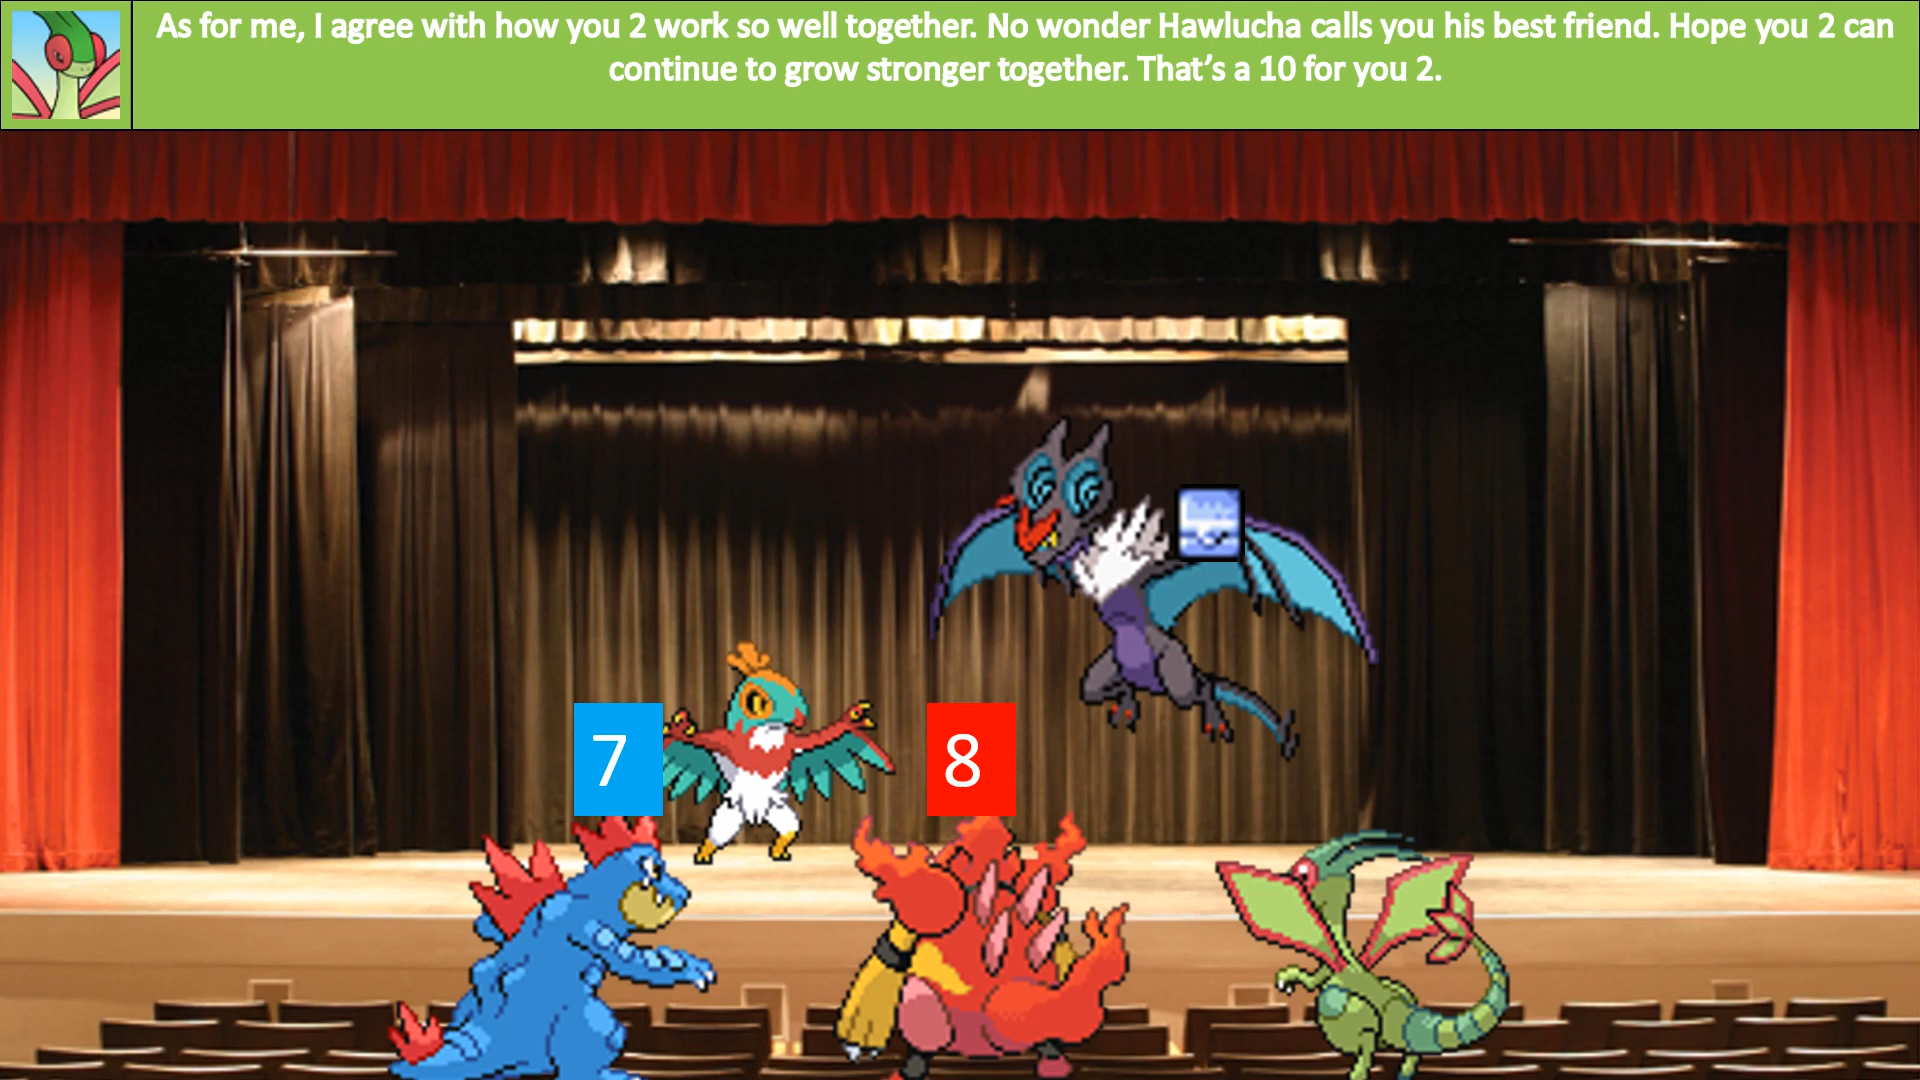 As for me, I agree with how you 2 work so well together. No wonder Hawlucha calls you his best friend. Hope you 2 can
continue to grow stronger together. That’s a 10 for you 2.
7
8